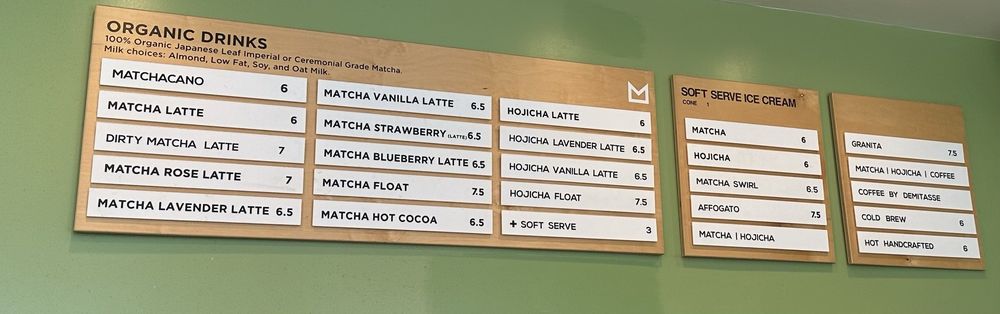 ORGANIC DRINKS
100% Organic Japanese Leaf Imperial or Ceremonial Grade Matcha.
Milk choices: Almond, Low Fat, Soy, and Oat Milk.
MATCHACANO 6
MATCHA LATTE 6
DIRTY MATCHA LATTE 7
MATCHA ROSE LATTE 7
MATCHA LAVENDER LATTE 6.5
MATCHA VANILLA LATTE 6.5
MATCHA STRAWBERRY (LATTE) 6.5
MATCHA BLUEBERRY LATTE 6.5
MATCHA FLOAT 7.5
MATCHA HOT COCOA 6.5
HOJICHA LATTE 6
HOJICHA LAVENDER LATTE 6.5
HOJICHA VANILLA LATTE 6.5
HOJICHA FLOAT 7.5
+ SOFT SERVE 3
SOFT SERVE ICE CREAM
CONE 1
MATCHA 6
HOJICHA 6
MATCHA SWIRL 6.5
AFFOGATO 7.5
MATCHA | HOJICHA
GRANITA 7.5
MATCHA | HOJICHA | COFFEE
COFFEE BY DEMITASSE
COLD BREW 6
HOT HANDCRAFTED 6